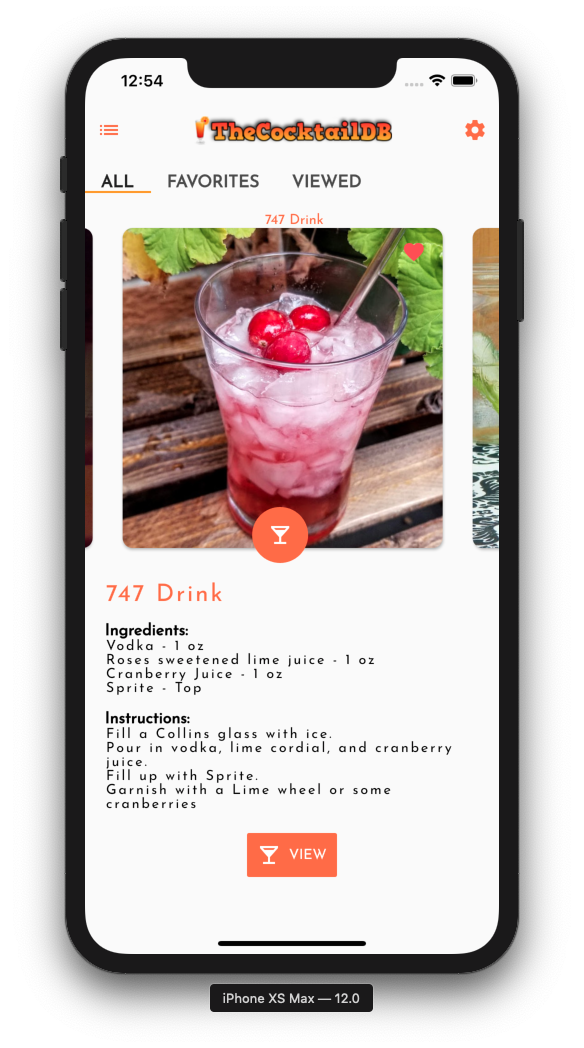 12:54
TheCocktailDB
ALL FAVORITES VIEWED
747 Drink
747 Drink
Ingredients:
Vodka - 1 oz
Roses sweetened lime juice - 1 oz
Cranberry Juice - 1 oz
Sprite - Top
Instructions:
Fill a Collins glass with ice.
Pour in vodka, lime cordial, and cranberry
juice.
Fill up with Sprite.
Garnish with a Lime wheel or some
cranberries
VIEW
iPhone XS Max — 12.0